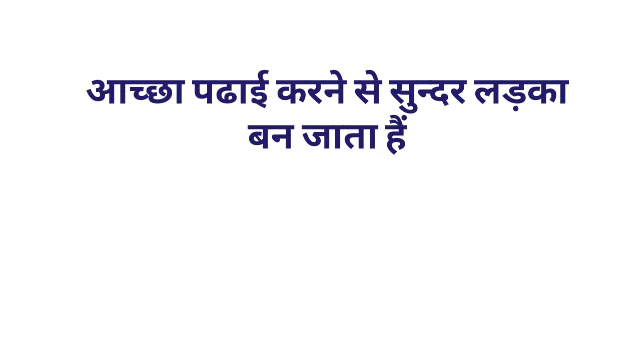 आच्छा पढाई करने से सुन्दर लड़का
बन जाता हैं